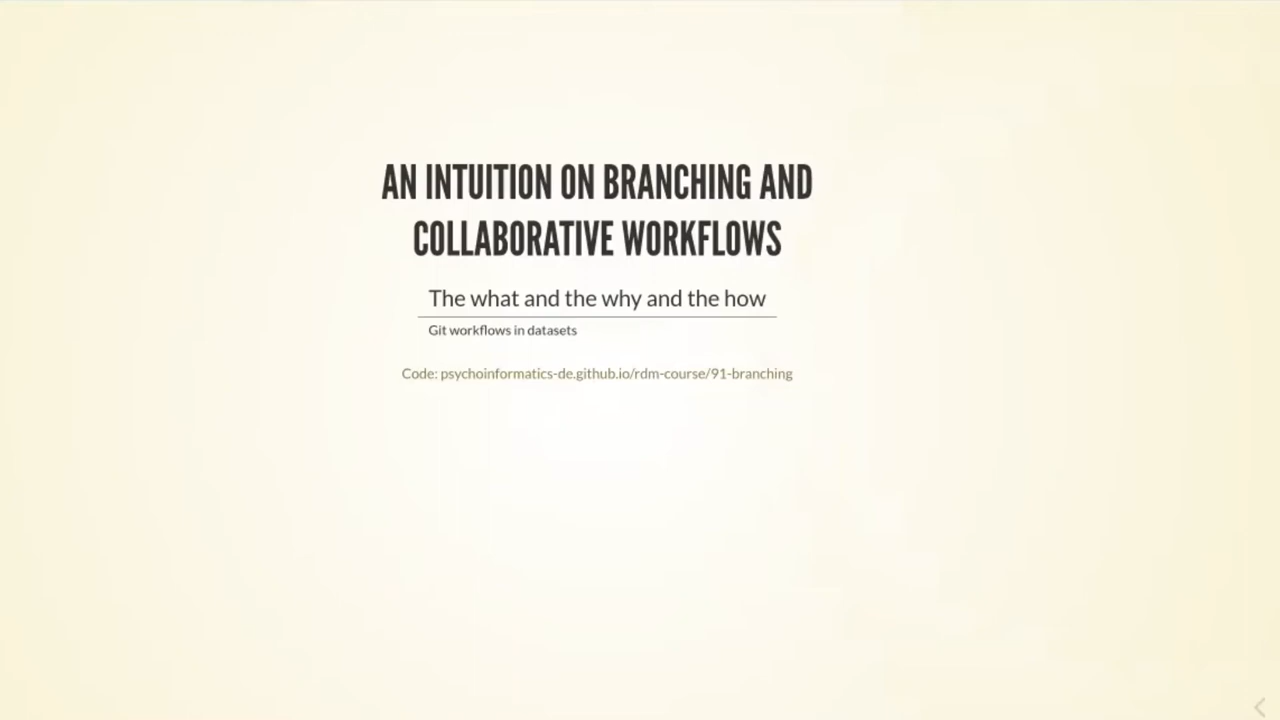 AN INTUITION ON BRANCHING AND
COLLABORATIVE WORKFLOWS
The what and the why and the how
Git workflows in datasets
Code: psychoinformatics-de.github.io/rdm-course/91-branching